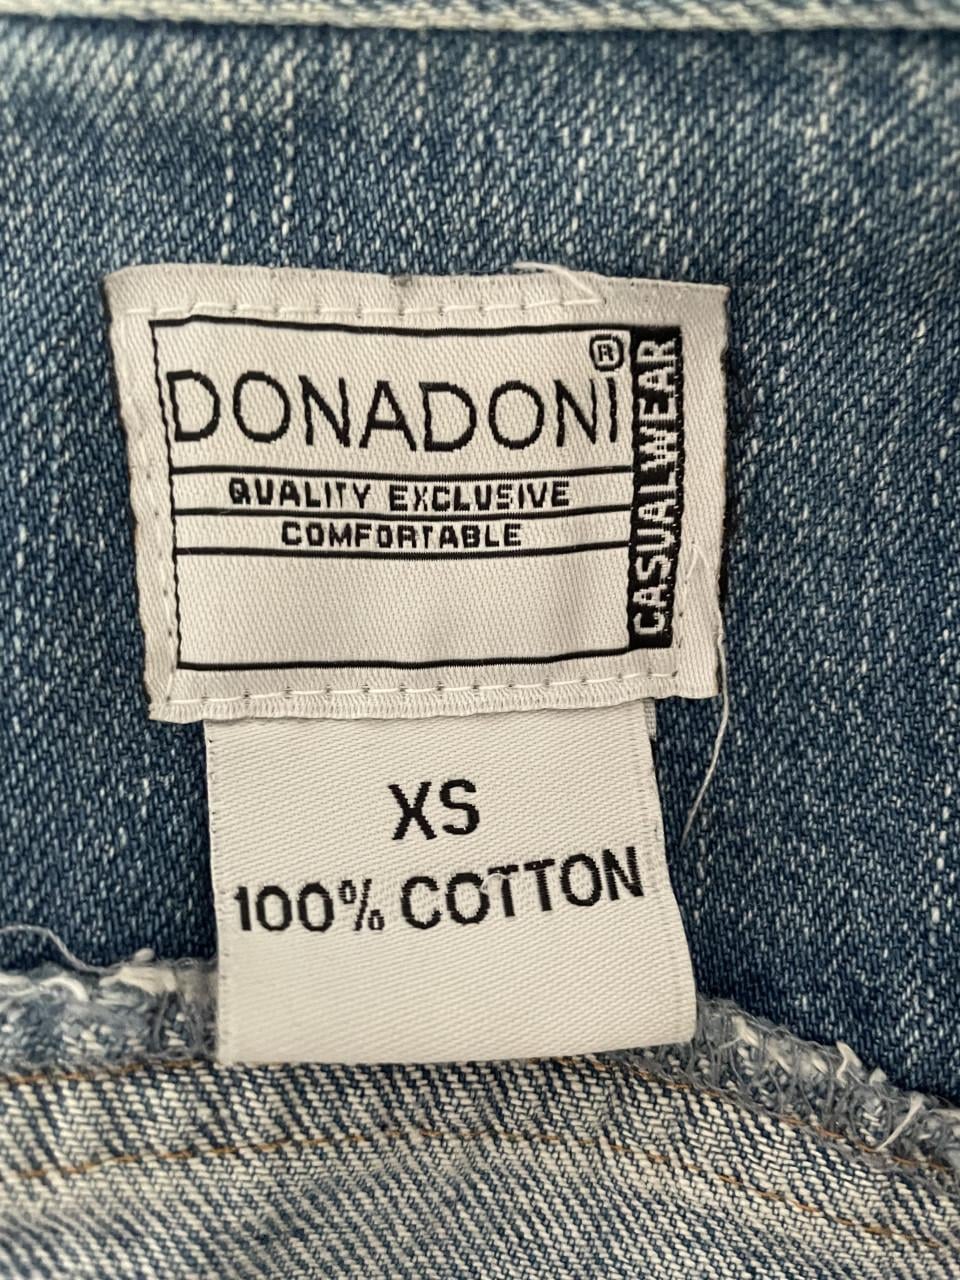 DONADONI®
QUALITY EXCLUSIVE
COMFORTABLE
CASUALWEAR
XS
100% COTTON